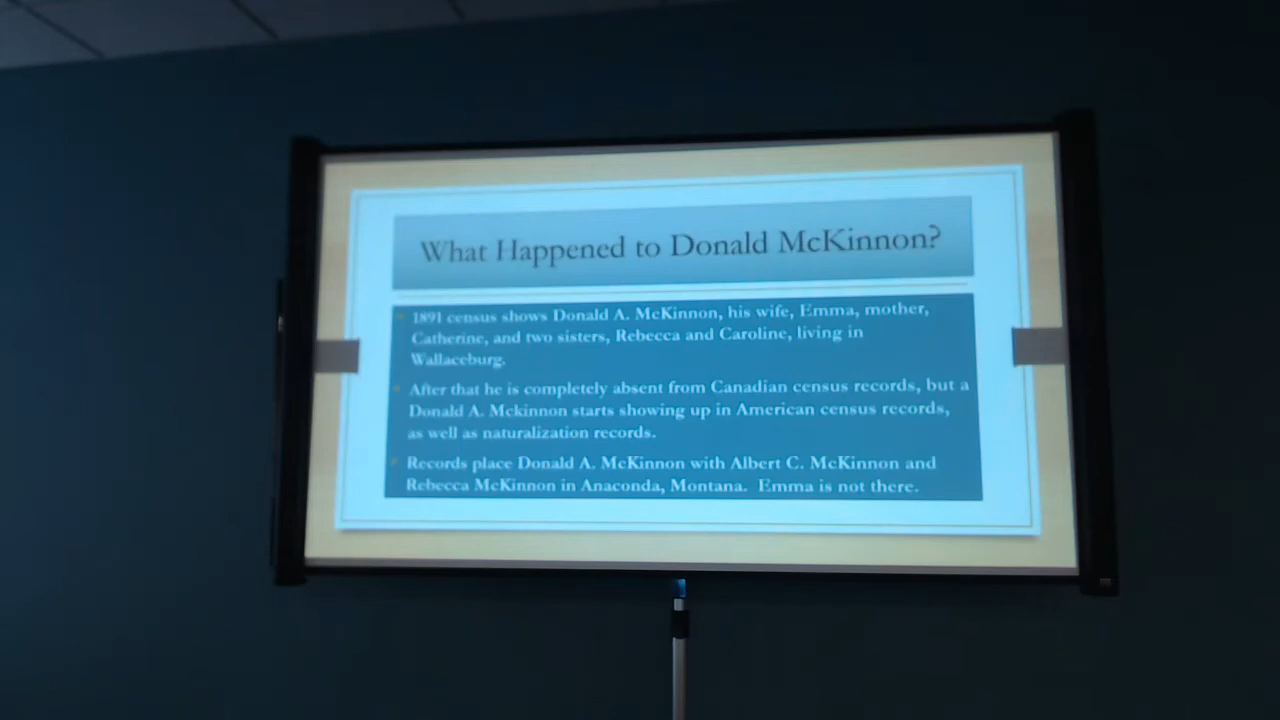 What Happened to Donald McKinnon?
1891 census shows Donald A. McKinnon, his wife, Emma, mother,
Catherine, and two sisters, Rebecca and Caroline, living in
Wallaceburg.
After that he is completely absent from Canadian census records, but a
Donald A. Mckinnon starts showing up in American census records,
as well as naturalization records.
Records place Donald A. McKinnon with Albert C. McKinnon and
Rebecca McKinnon in Anaconda, Montana. Emma is not there.